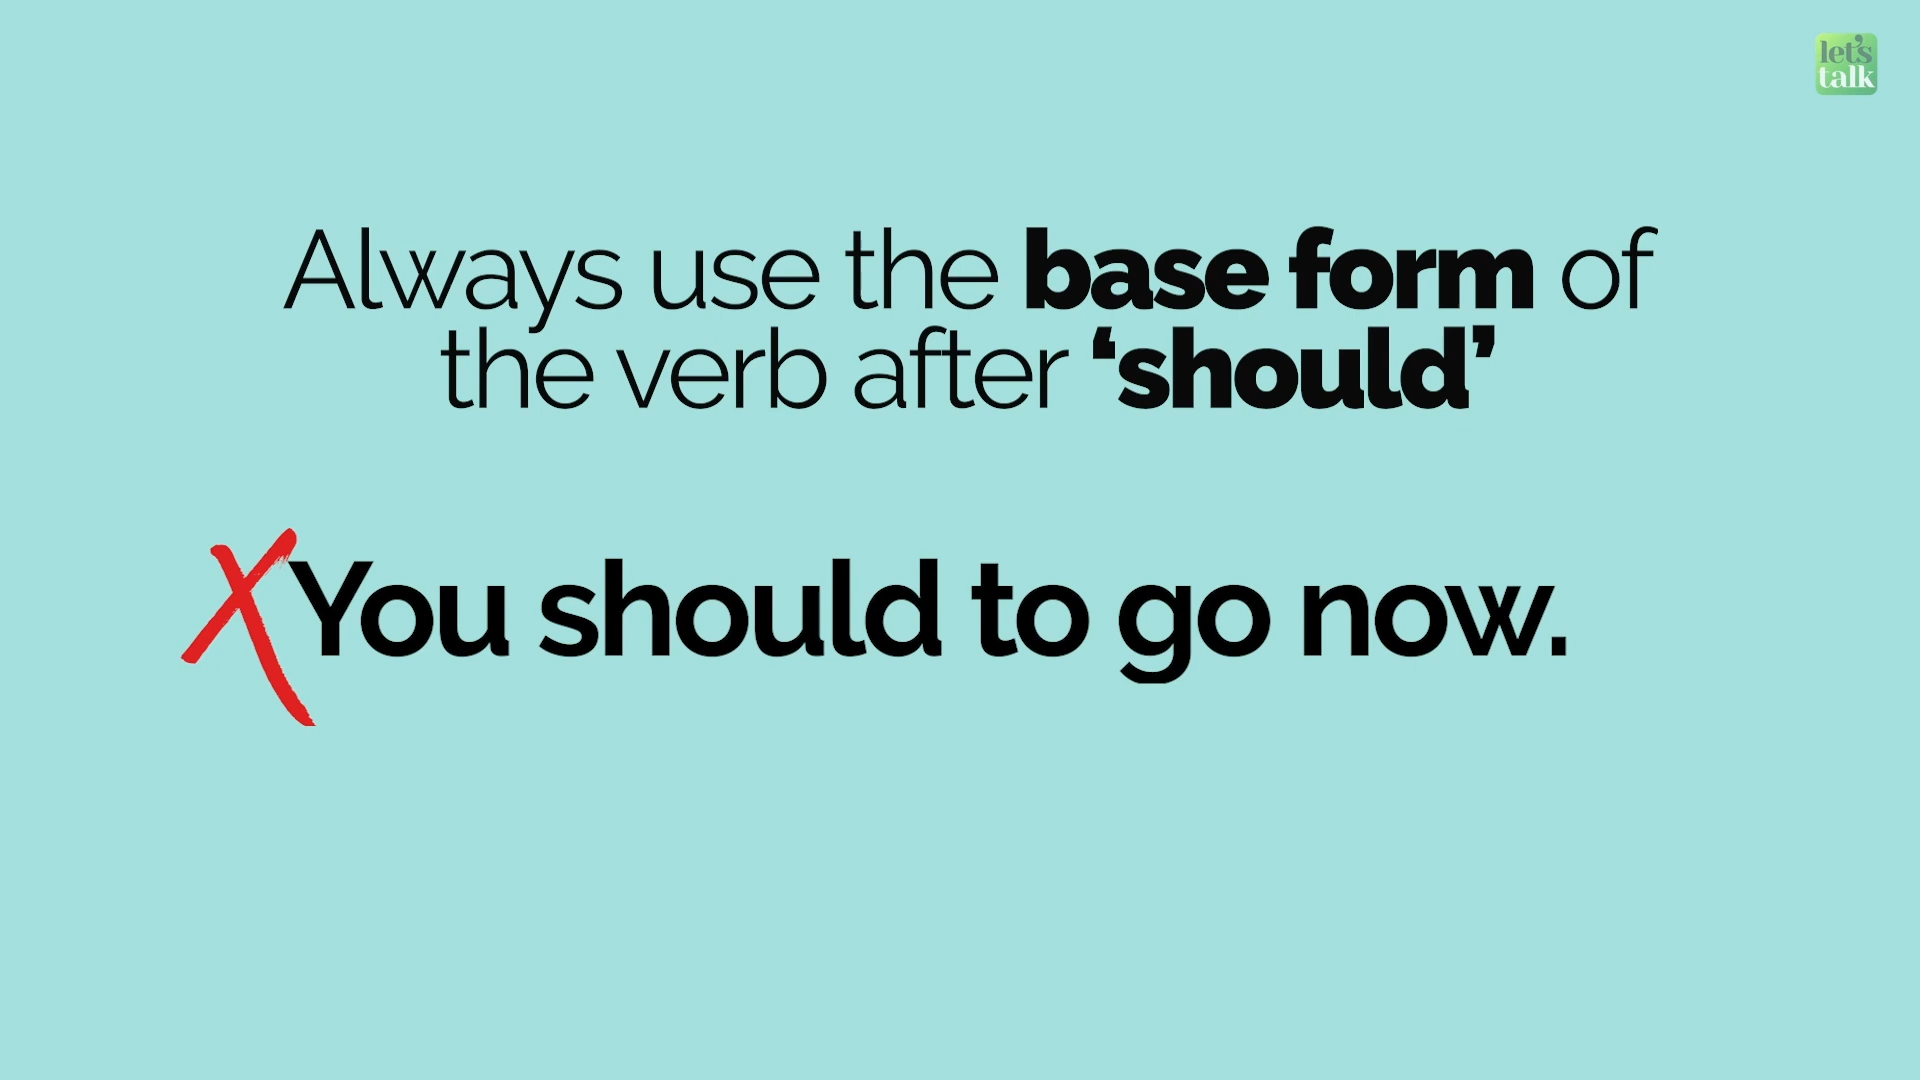 let's
talk
Always use the base form of
the verb after ‘should’
You should to go now.